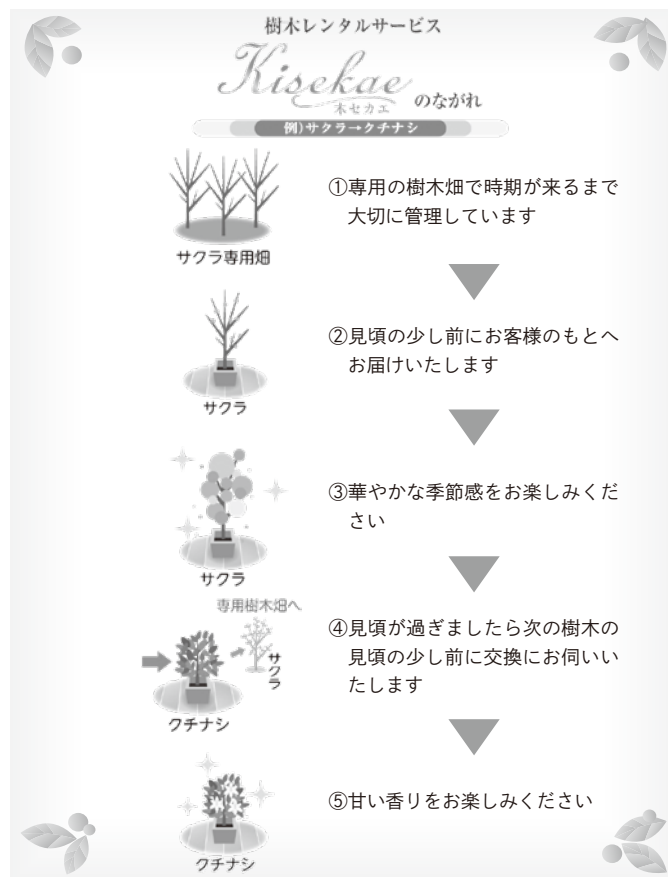 樹木レンタルサービス
Kisekae
木セカエ
のながれ
例)サクラ→クチナシ
サクラ専用畑
①専用の樹木畑で時期が来るまで
大切に管理しています
サクラ
②見頃の少し前にお客様のもとへ
お届けいたします
サクラ
③華やかな季節感をお楽しみくだ
さい
専用樹木畑へ
サクラ
クチナシ
④見頃が過ぎましたら次の樹木の
見頃の少し前に交換にお伺いい
たします
クチナシ
⑤甘い香りをお楽しみください